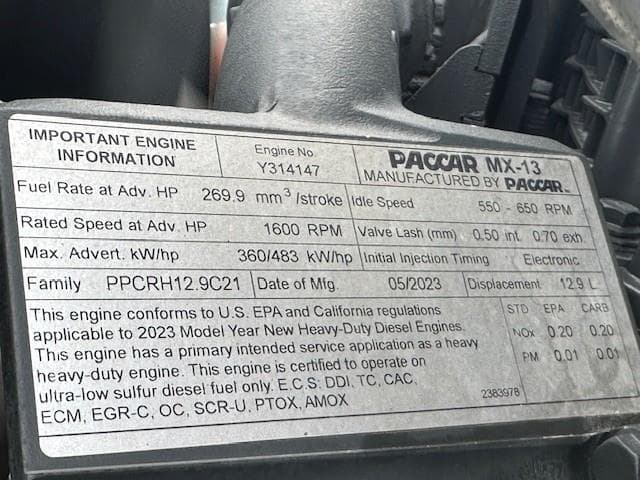 IMPORTANT ENGINE INFORMATION
Engine No. Y314147
PACCAR MX-13
MANUFACTURED BY PACCAR
Fuel Rate at Adv. HP 269.9 mm³/stroke Idle Speed 550 - 650 RPM
Rated Speed at Adv. HP 1600 RPM Valve Lash (mm) 0.50 int. 0.70 exh.
Max. Advert. kW/hp 360/483 kW/hp Initial Injection Timing Electronic
Family PPCRH12.9C21 Date of Mfg. 05/2023 Displacement 12.9 L
This engine conforms to U.S. EPA and California regulations
applicable to 2023 Model Year New Heavy-Duty Diesel Engines.
This engine has a primary intended service application as a heavy
heavy-duty engine. This engine is certified to operate on
ultra-low sulfur diesel fuel only. E.C.S: DDI, TC, CAC,
ECM, EGR-C, OC, SCR-U, PTOX, AMOX
STD EPA CARB
NOx 0.20 0.20
PM 0.01 0.01
2383978